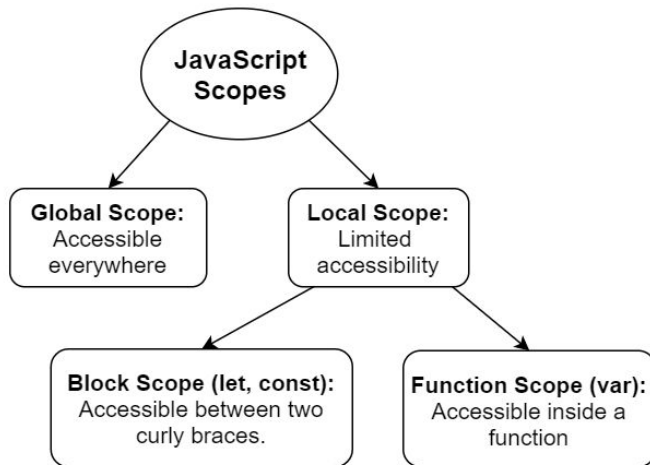 JavaScript
Scopes
Global Scope:
Accessible
everywhere
Local Scope:
Limited
accessibility
Block Scope (let, const):
Accessible between two
curly braces.
Function Scope (var):
Accessible inside a
function